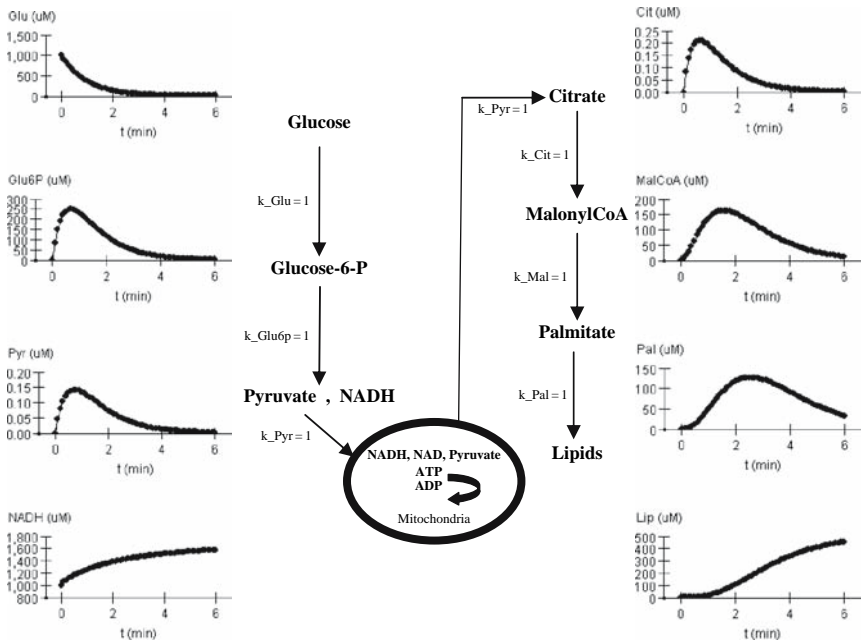 Glu (uM)
1,500
1,000
500
0
0 2 4 6
t (min)
Glu6P (uM)
300
250
200
150
100
50
0
0 2 4 6
t (min)
Pyr (uM)
0.20
0.15
0.10
0.05
0.00
0 2 4 6
t (min)
NADH (uM)
1,800
1,600
1,400
1,200
1,000
800
0 2 4 6
t (min)
Glucose
k_Glu = 1
Glucose-6-P
k_Glu6p = 1
Pyruvate , NADH
k_Pyr = 1
NADH, NAD, Pyruvate
ATP
ADP
Mitochondria
k_Pyr = 1
Citrate
k_Cit = 1
MalonylCoA
k_Mal = 1
Palmitate
k_Pal = 1
Lipids
Cit (uM)
0.25
0.20
0.15
0.10
0.05
0.00
0 2 4 6
t (min)
MalCoA (uM)
200
150
100
50
0
0 2 4 6
t (min)
Pal (uM)
150
100
50
0
0 2 4 6
t (min)
Lip (uM)
500
400
300
200
100
0
0 2 4 6
t (min)